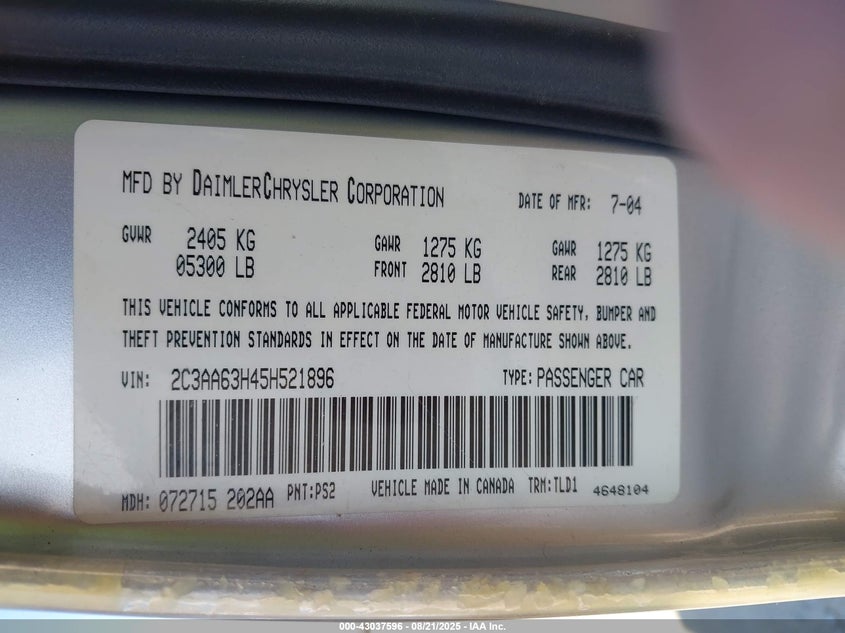 MFD BY DAIMLERCHRYSLER CORPORATION DATE OF MFR: 7-04
GVWR 2405 KG GAWR 1275 KG GAWR 1275 KG
05300 LB FRONT 2810 LB REAR 2810 LB
THIS VEHICLE CONFORMS TO ALL APPLICABLE FEDERAL MOTOR VEHICLE SAFETY, BUMPER AND
THEFT PREVENTION STANDARDS IN EFFECT ON THE DATE OF MANUFACTURE SHOWN ABOVE.
VIN: 2C3AA63H45H521896 TYPE: PASSENGER CAR
MDH: 072715 202AA PNT:PS2 VEHICLE MADE IN CANADA TRM:TLD1 4648104
000-43037596 - 08/21/2025 - IAA Inc.